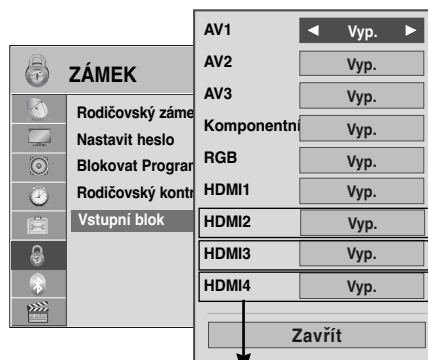 ZÁMEK
Rodičovský záme
Nastavit heslo
Blokovat Program
Rodičovský kontr
Vstupní blok
AV1 ◄ Vyp. ►
AV2 Vyp.
AV3 Vyp.
Komponentní Vyp.
RGB Vyp.
HDMI1 Vyp.
HDMI2 Vyp.
HDMI3 Vyp.
HDMI4 Vyp.
Zavřít